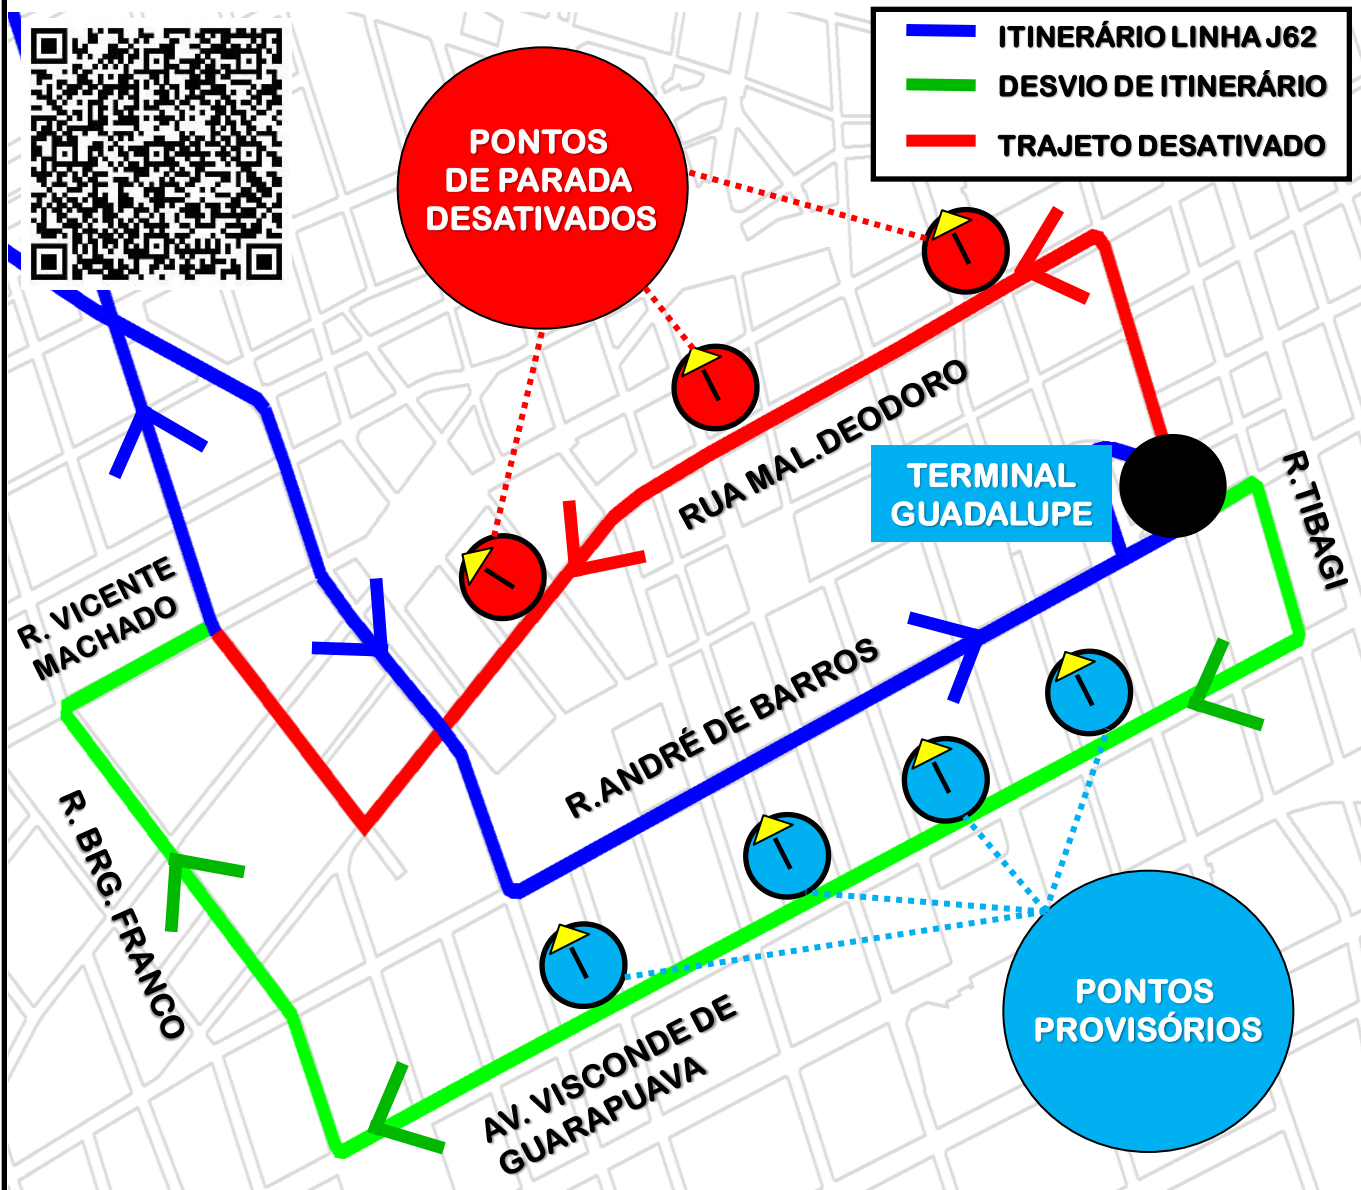 ITINERÁRIO LINHA J62
DESVIO DE ITINERÁRIO
TRAJETO DESATIVADO
PONTOS
DE PARADA
DESATIVADOS
RUA MAL.DEODORO
TERMINAL
GUADALUPE
R.TIBAGI
R. VICENTE
MACHADO
R.ANDRÉ DE BARROS
R. BRG. FRANCO
AV. VISCONDE DE
GUARAPUAVA
PONTOS
PROVISÓRIOS